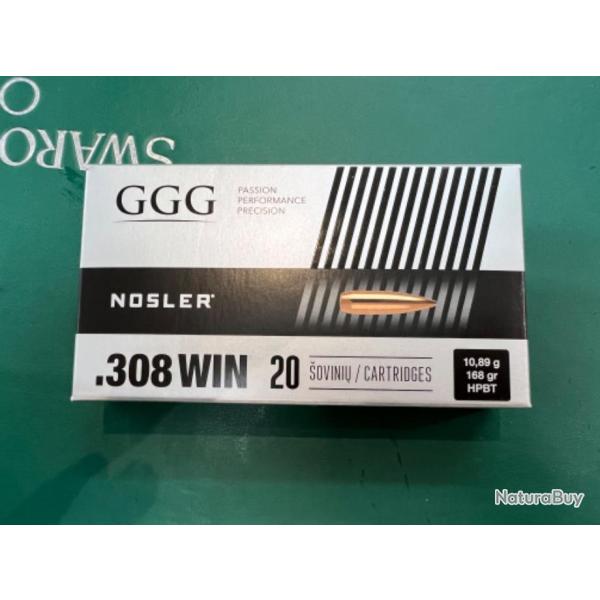 SWARO
GGG
PASSION
PERFORMANCE
PRECISION
NOSLER®
.308 WIN
20
ŠOVINIŲ / CARTRIDGES
10,89 g
168 gr
HPBT
NaturaBuy